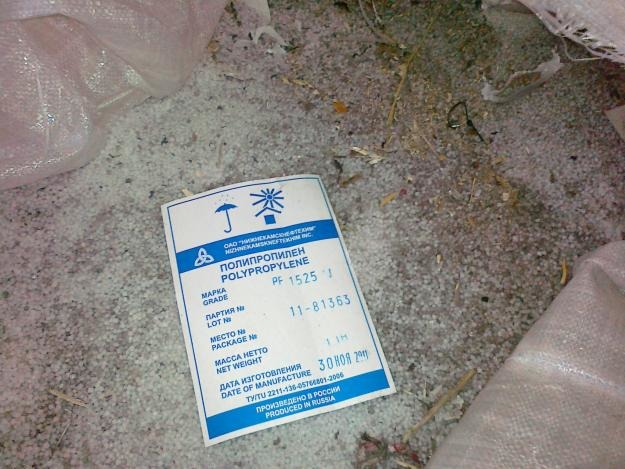 ОАО "НИЖНЕКАМСКНЕФТЕХИМ"
NIZHNEKAMSKNEFTEKHIM INC.
ПОЛИПРОПИЛЕН
POLYPROPYLENE
МАРКА
GRADE
PF 1525 J
ПАРТИЯ №
LOT №
11-81363
МЕСТО №
PACKAGE №
МАССА НЕТТО
NET WEIGHT
ДАТА ИЗГОТОВЛЕНИЯ
DATE OF MANUFACTURE
30 НОЯ 2011
ТУ/TU 2211-136-05766801-2006
ПРОИЗВЕДЕНО В РОССИИ
PRODUCED IN RUSSIA